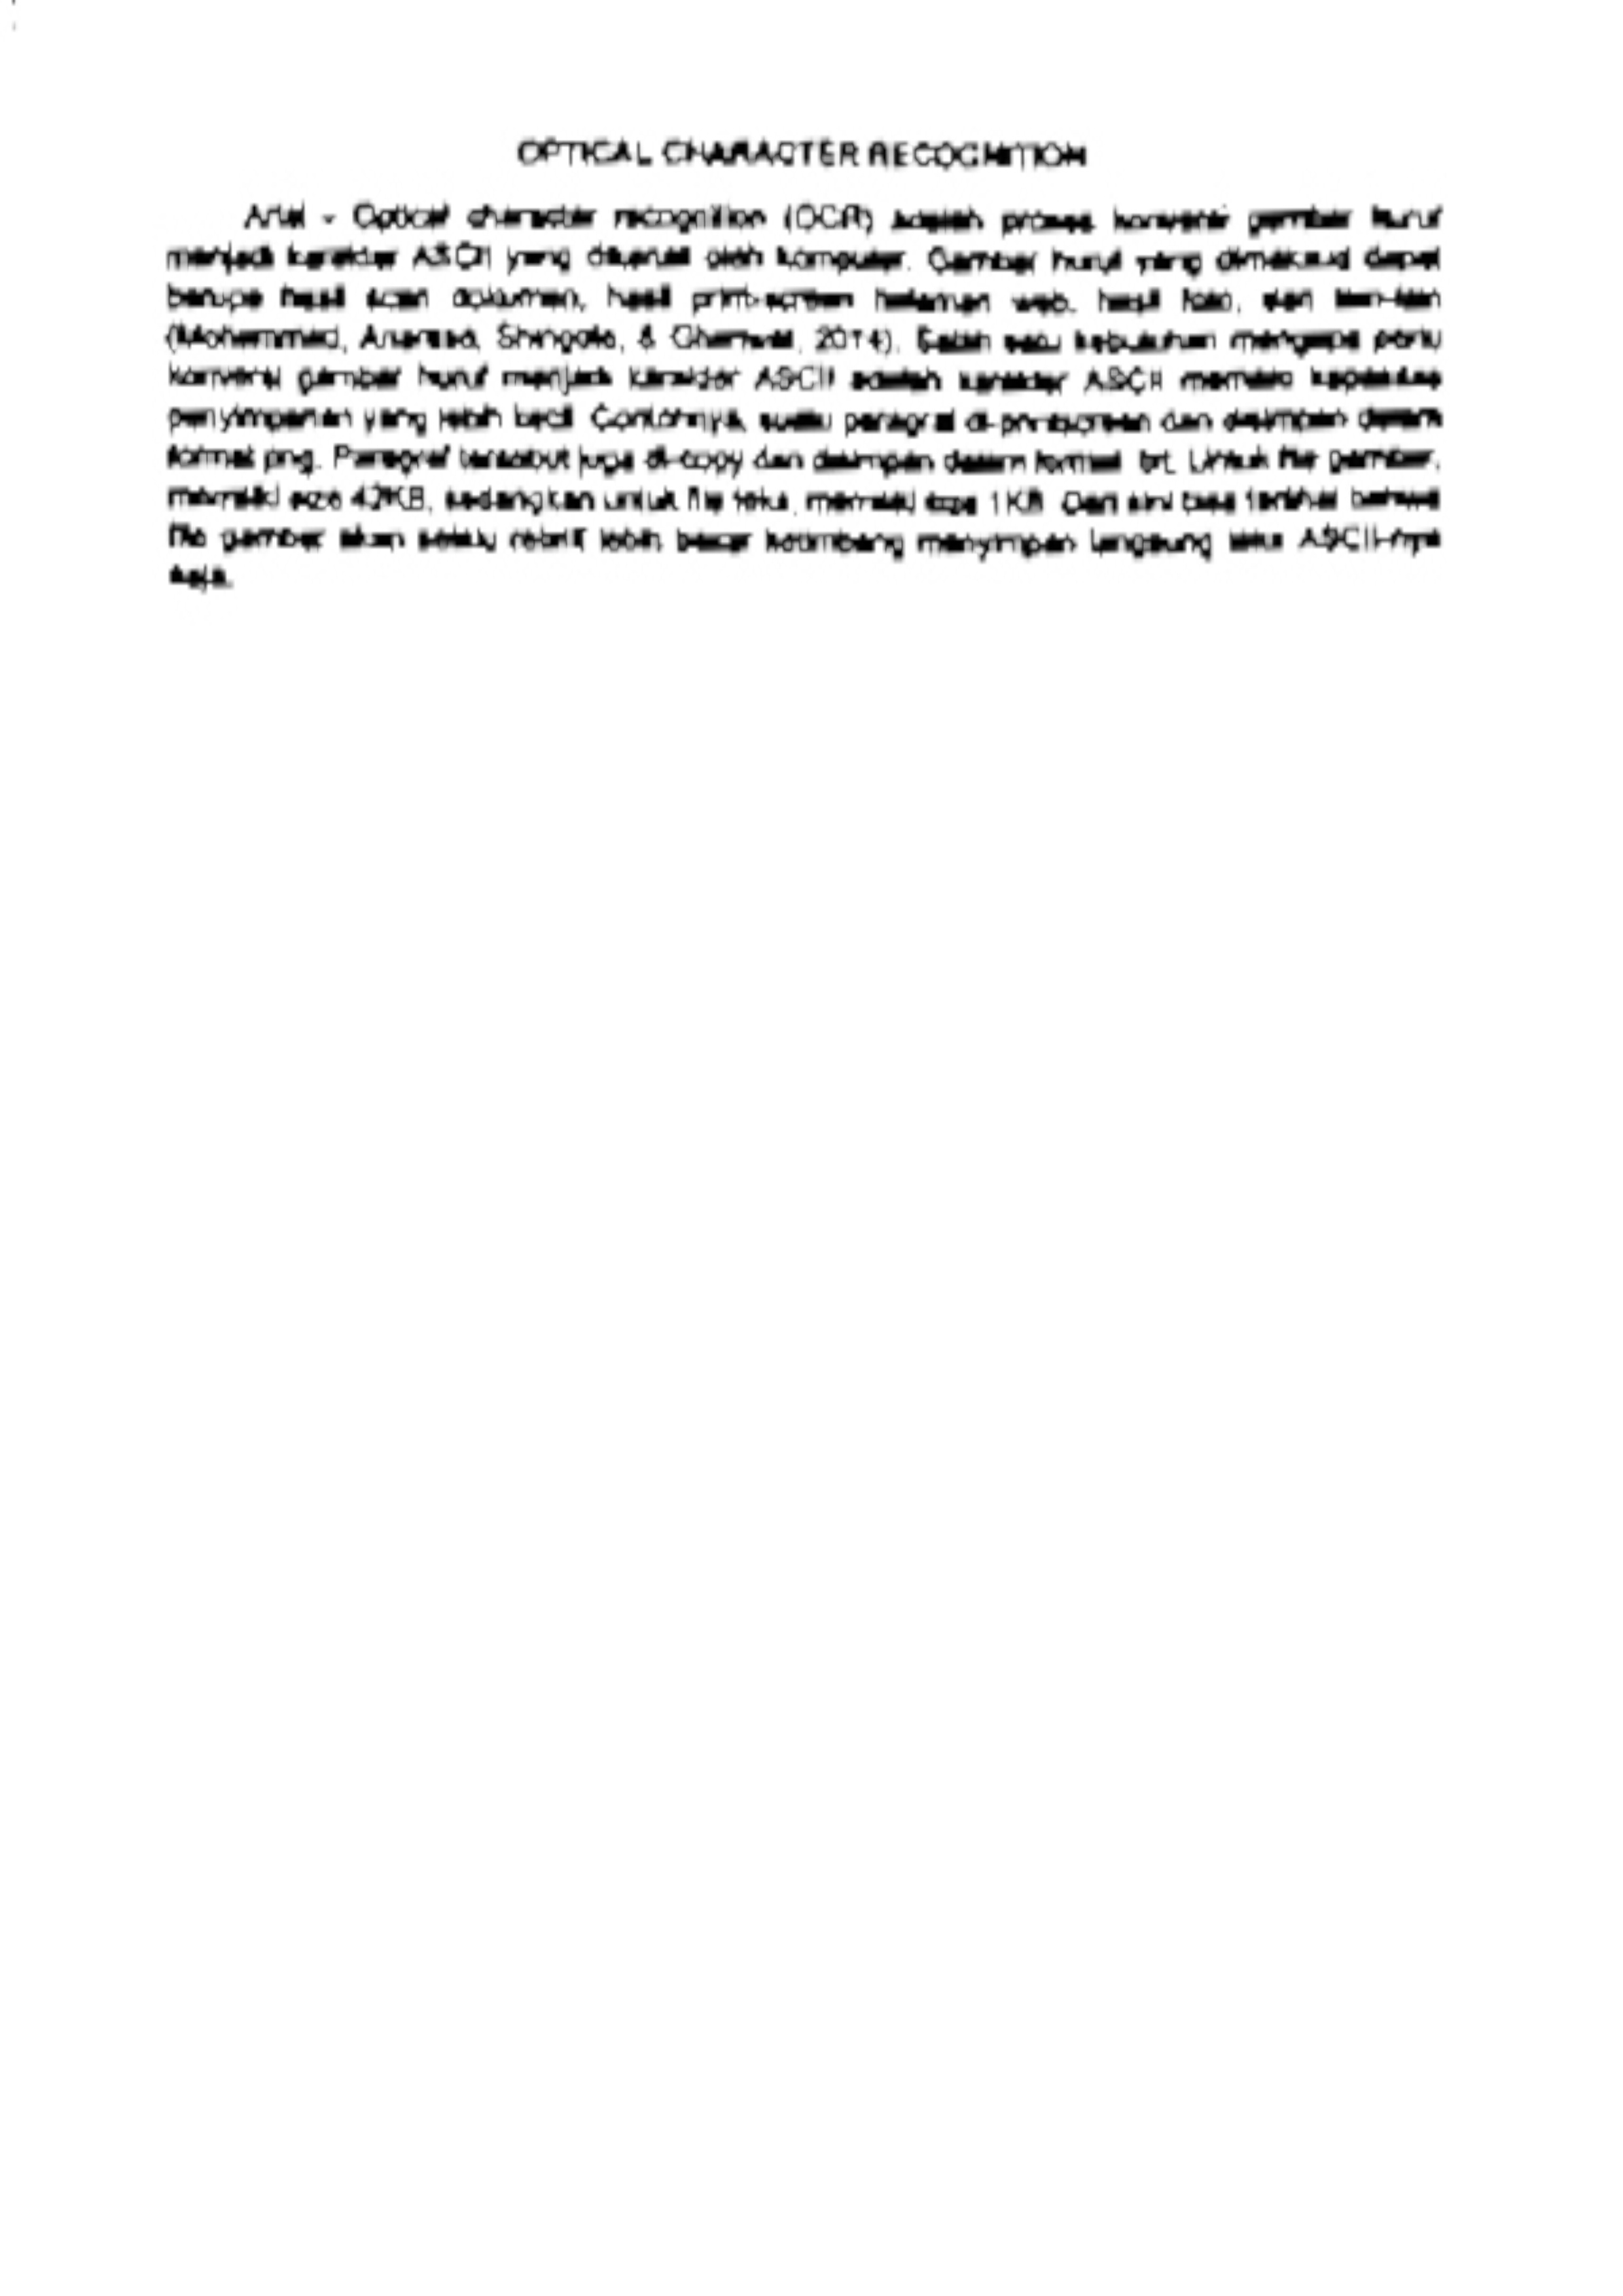 OPTICAL CHARACTER RECOGNITION
Arial - Optical character recognition (OCR) adalah proses konversi gambar huruf
menjadi karakter ASCII yang dikenali oleh komputer. Gambar huruf yang dimaksud dapat
berupa hasil scan dokumen, hasil print-screen halaman web, hasil foto, dan lain-lain
(Mohammad, Shingote, & 2014). Salah satu kebutuhan mengapa perlu
konversi gambar huruf menjadi karakter ASCII adalah karakter ASCII memiliki kapasitas
penyimpanan yang lebih kecil. Contohnya, suatu paragraf di-printscreen dan disimpan dalam
format png. Paragraf tersebut juga di-copy dan disimpan dalam format txt. Untuk file gambar,
memiliki size sedangkan untuk file teks, memiliki size 1KB. Dari sini bisa terlihat bahwa
file gambar akan selalu relatif lebih besar ketimbang menyimpan langsung teks ASCII-nya
saja.